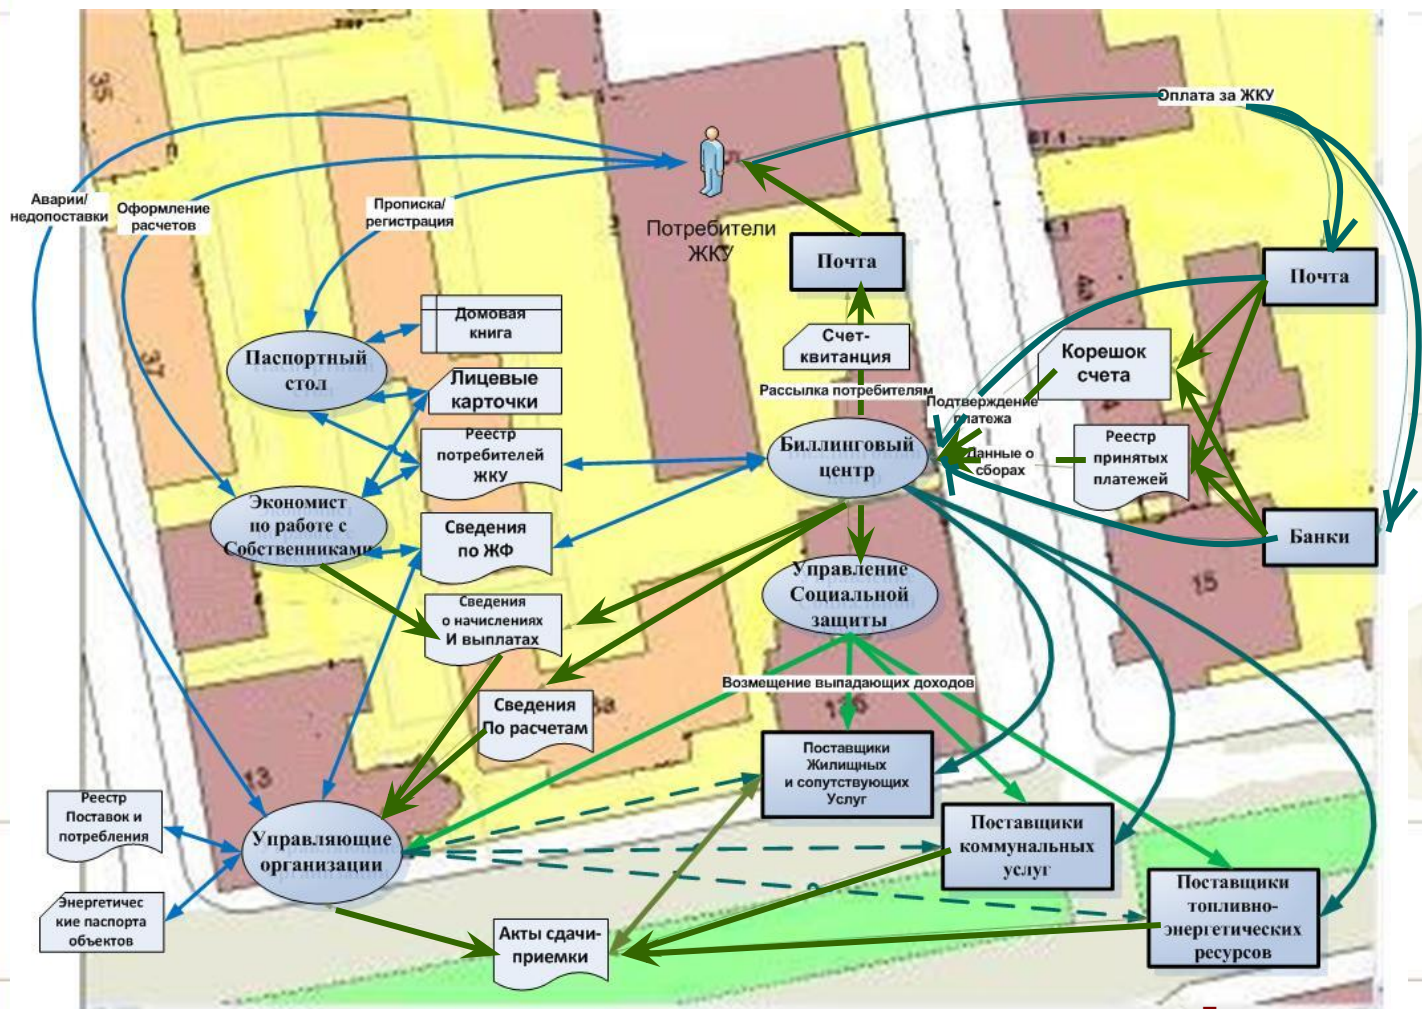 35
ВТ.1
Оплата за ЖКУ
Аварии/
недопоставки
Оформление
расчетов
Прописка/
регистрация
Потребители
ЖКУ
Почта
Почта
Домовая
книга
Паспортный
стол
37
Счет-
квитанция
Корешок
счета
Лицевые
карточки
Рассылка потребителям
Подтверждение
платежа
Реестр
потребителей
ЖКУ
Биллинговый
центр
Данные о
сборах
Реестр
принятых
платежей
Экономист
по работе с
Собственниками
Сведения
по ЖФ
Банки
Управление
Социальной
защиты
15
Сведения
о начислениях
И выплатах
Возмещение выпадающих доходов
Сведения
По расчетам
13
Поставщики
Жилищных
и сопутствующих
Услуг
Реестр
Поставок и
потребления
Управляющие
организации
Поставщики
коммунальных
услуг
Энергетичес
кие паспорта
объектов
Акты сдачи-
приемки
Поставщики
топливно-
энергетических
ресурсов